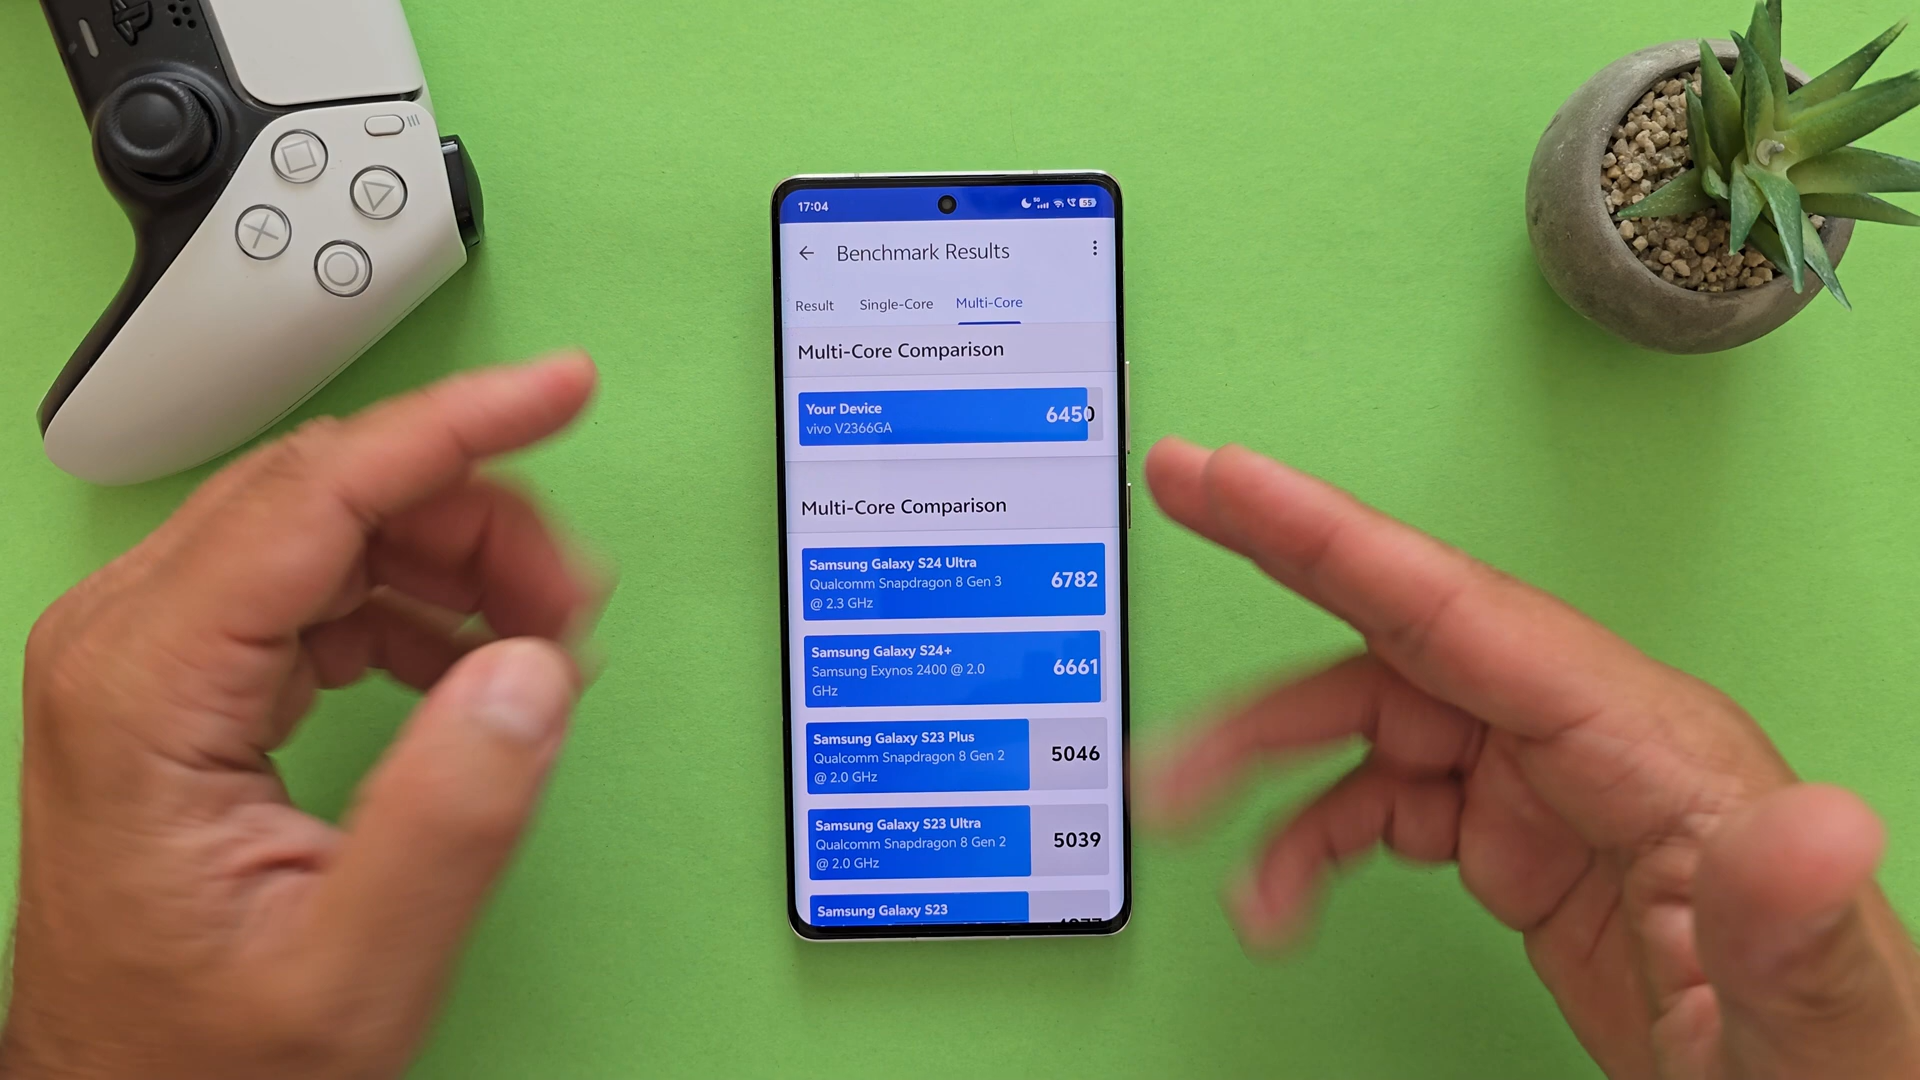 17:04
5G
55
Benchmark Results
Result Single-Core Multi-Core
Multi-Core Comparison
Your Device
vivo V2366GA
6450
Multi-Core Comparison
Samsung Galaxy S24 Ultra
Qualcomm Snapdragon 8 Gen 3
@ 2.3 GHz
6782
Samsung Galaxy S24+
Samsung Exynos 2400 @ 2.0
GHz
6661
Samsung Galaxy S23 Plus
Qualcomm Snapdragon 8 Gen 2
@ 2.0 GHz
5046
Samsung Galaxy S23 Ultra
Qualcomm Snapdragon 8 Gen 2
@ 2.0 GHz
5039
Samsung Galaxy S23